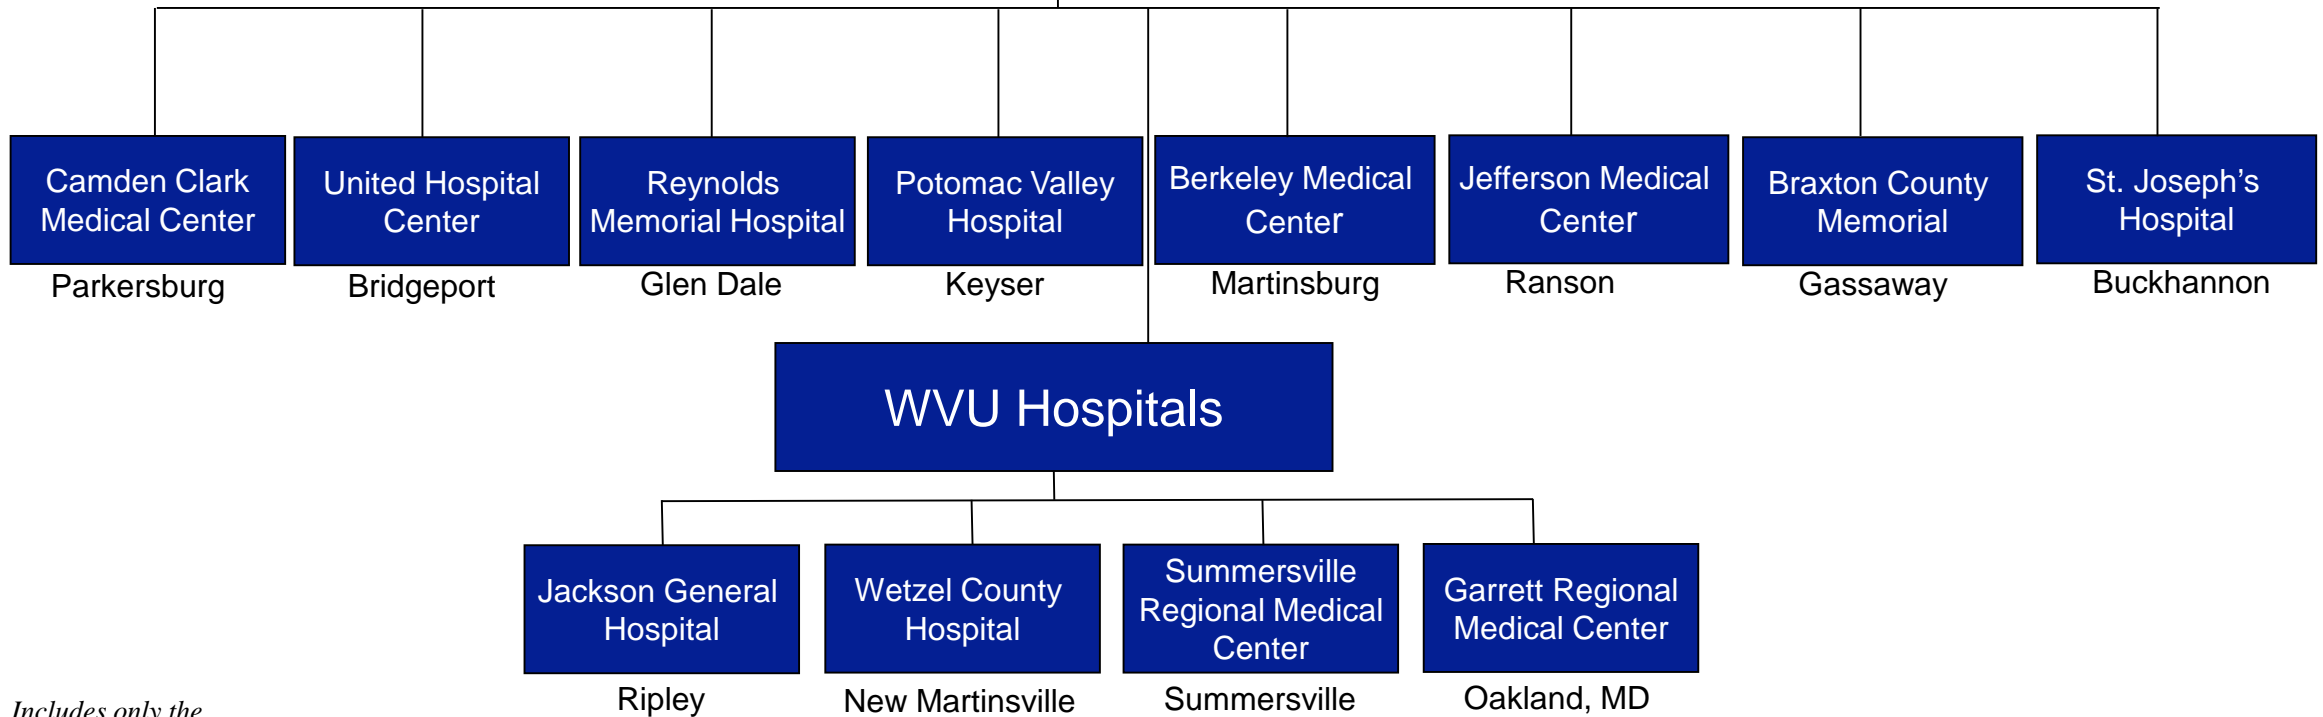 Camden Clark
Medical Center
Parkersburg
United Hospital
Center
Bridgeport
Reynolds
Memorial Hospital
Glen Dale
Potomac Valley
Hospital
Keyser
Berkeley Medical
Center
Martinsburg
Jefferson Medical
Center
Ranson
Braxton County
Memorial
Gassaway
St. Joseph’s
Hospital
Buckhannon
WVU Hospitals
Jackson General
Hospital
Ripley
Wetzel County
Hospital
New Martinsville
Summersville
Regional Medical
Center
Summersville
Garrett Regional
Medical Center
Oakland, MD
Includes only the